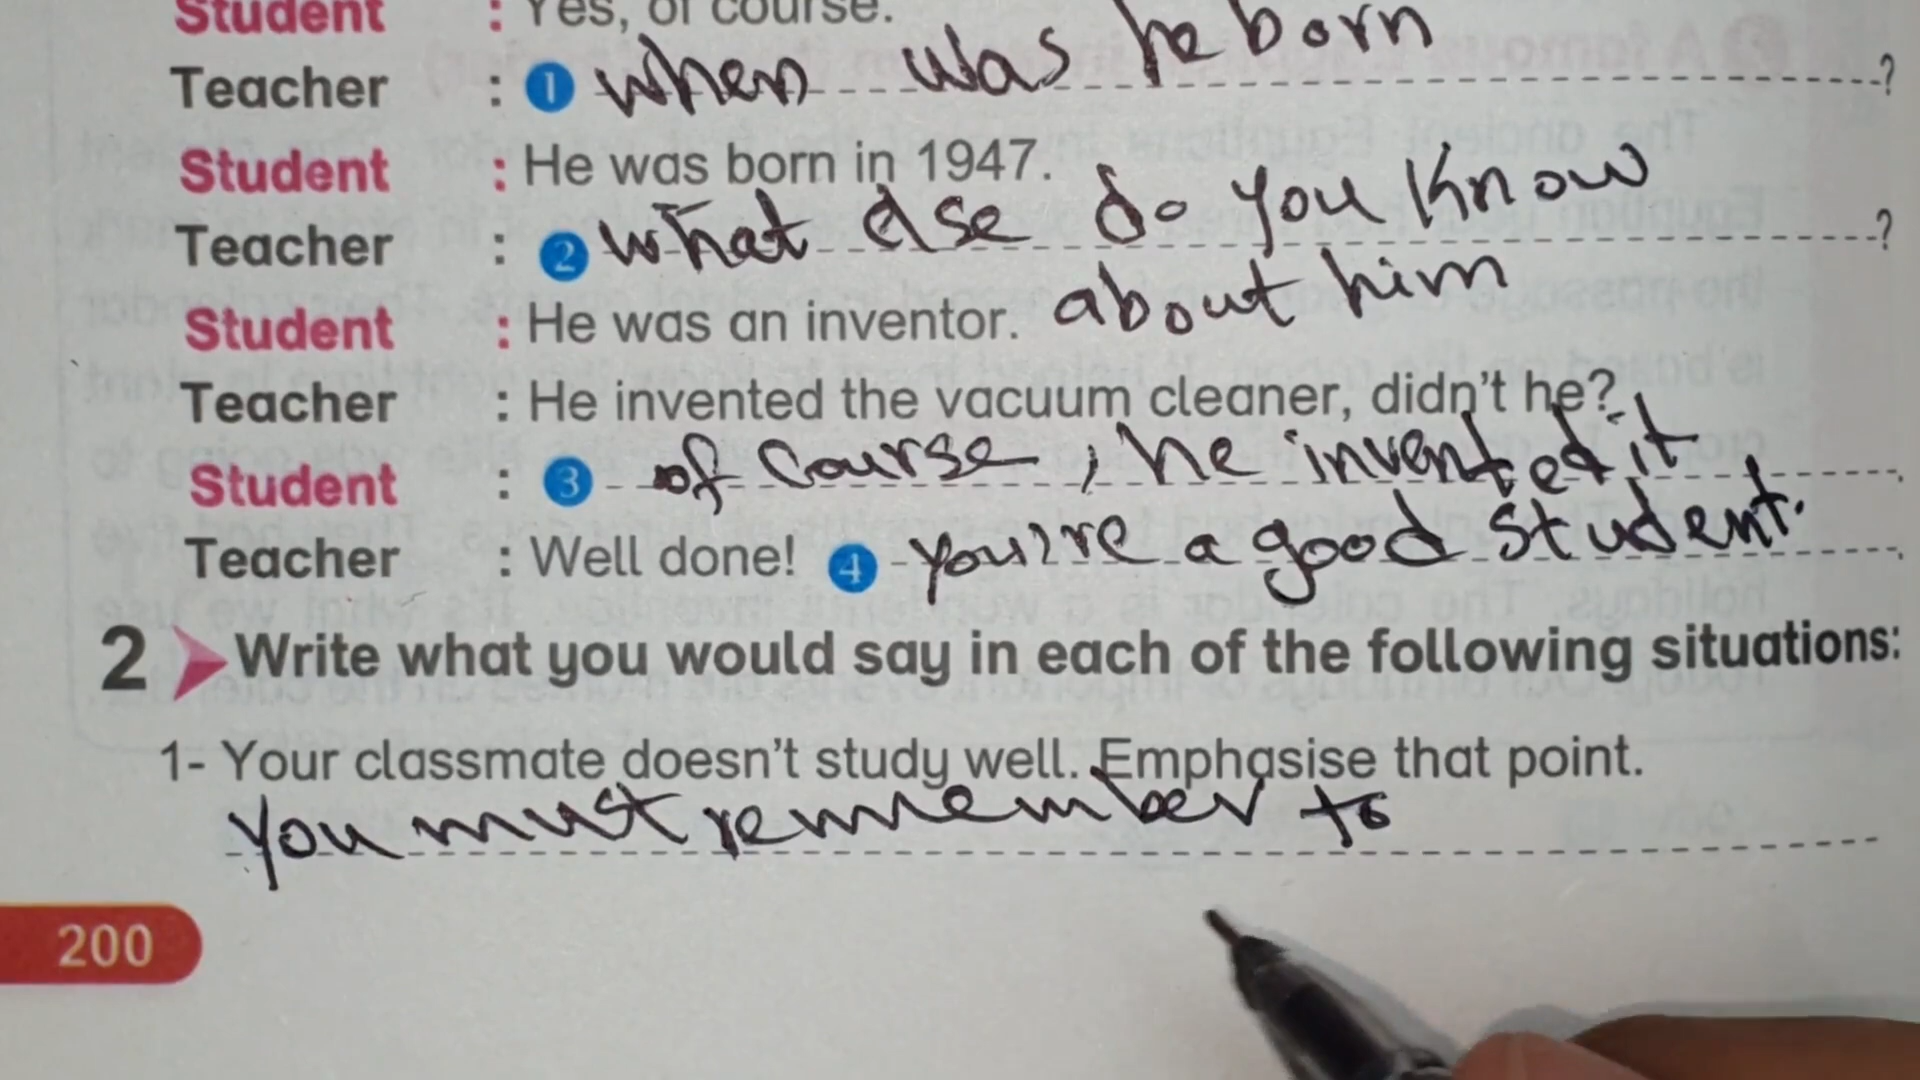 Student : Yes, of course.
Teacher : 1 when was he born ?
Student : He was born in 1947.
Teacher : 2 what else do you know ?
about him
Student : He was an inventor.
Teacher : He invented the vacuum cleaner, didn't he?
Student : 3 of course, he invented it.
Teacher : Well done! 4 you're a good student.
2 Write what you would say in each of the following situations:
1- Your classmate doesn't study well. Emphasise that point.
you must remember to
200